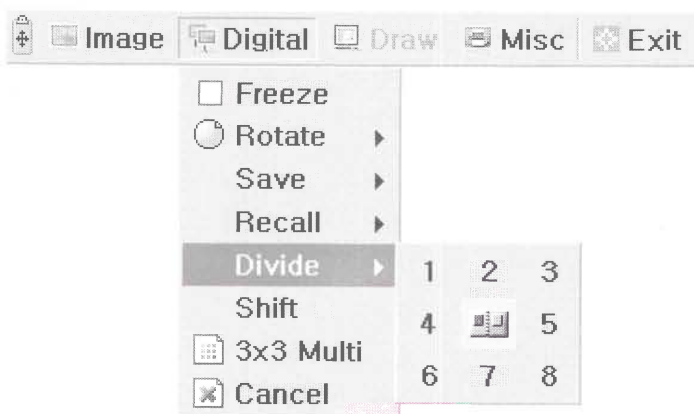 Image Digital Draw Misc Exit
Freeze
Rotate
Save
Recall
Divide
1 2 3
Shift
4 5
3x3 Multi
6 7 8
Cancel